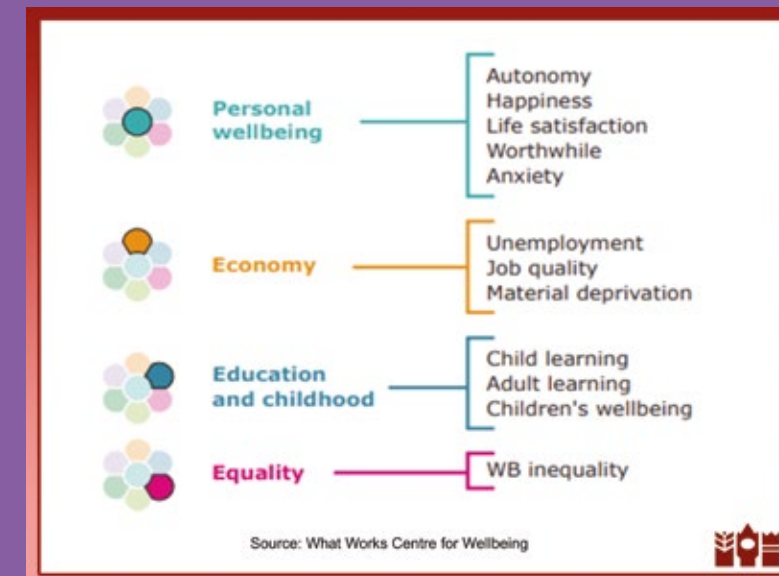 Personal
wellbeing
Autonomy
Happiness
Life satisfaction
Worthwhile
Anxiety
Economy
Unemployment
Job quality
Material deprivation
Education
and childhood
Child learning
Adult learning
Children's wellbeing
Equality
WB inequality
Source: What Works Centre for Wellbeing